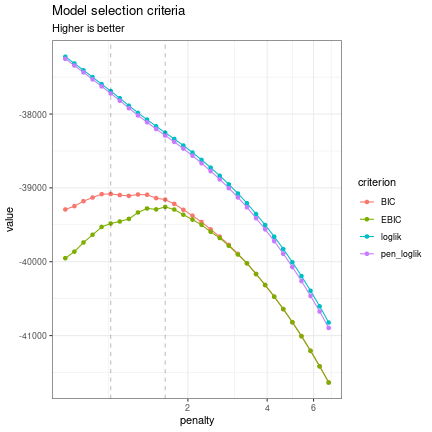 Model selection criteria
Higher is better
-38000
-39000
-40000
-41000
value
2
4
6
penalty
criterion
BIC
EBIC
loglik
pen_loglik